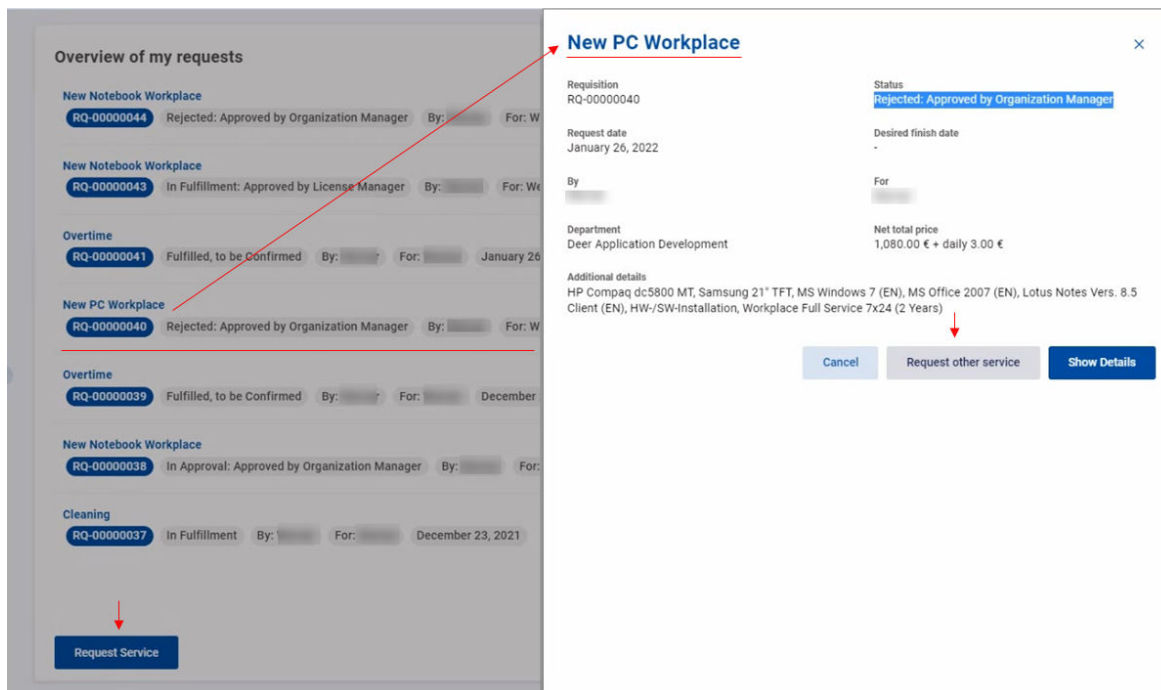 Overview of my requests
New Notebook Workplace
RQ-00000044 Rejected: Approved by Organization Manager By: For: W
New Notebook Workplace
RQ-00000043 In Fulfillment: Approved by License Manager By: For: We
Overtime
RQ-00000041 Fulfilled, to be Confirmed By: For: January 26
New PC Workplace
RQ-00000040 Rejected: Approved by Organization Manager By: For: W
Overtime
RQ-00000039 Fulfilled, to be Confirmed By: For: December
New Notebook Workplace
RQ-00000038 In Approval: Approved by Organization Manager By: For:
Cleaning
RQ-00000037 In Fulfillment By: For: December 23, 2021
Request Service
New PC Workplace ×
Requisition Status
RQ-00000040 Rejected: Approved by Organization Manager
Request date Desired finish date
January 26, 2022 -
By For
Department Net total price
Deer Application Development 1,080.00 € + daily 3.00 €
Additional details
HP Compaq dc5800 MT, Samsung 21" TFT, MS Windows 7 (EN), MS Office 2007 (EN), Lotus Notes Vers. 8.5
Client (EN), HW-/SW-Installation, Workplace Full Service 7x24 (2 Years)
Cancel Request other service Show Details